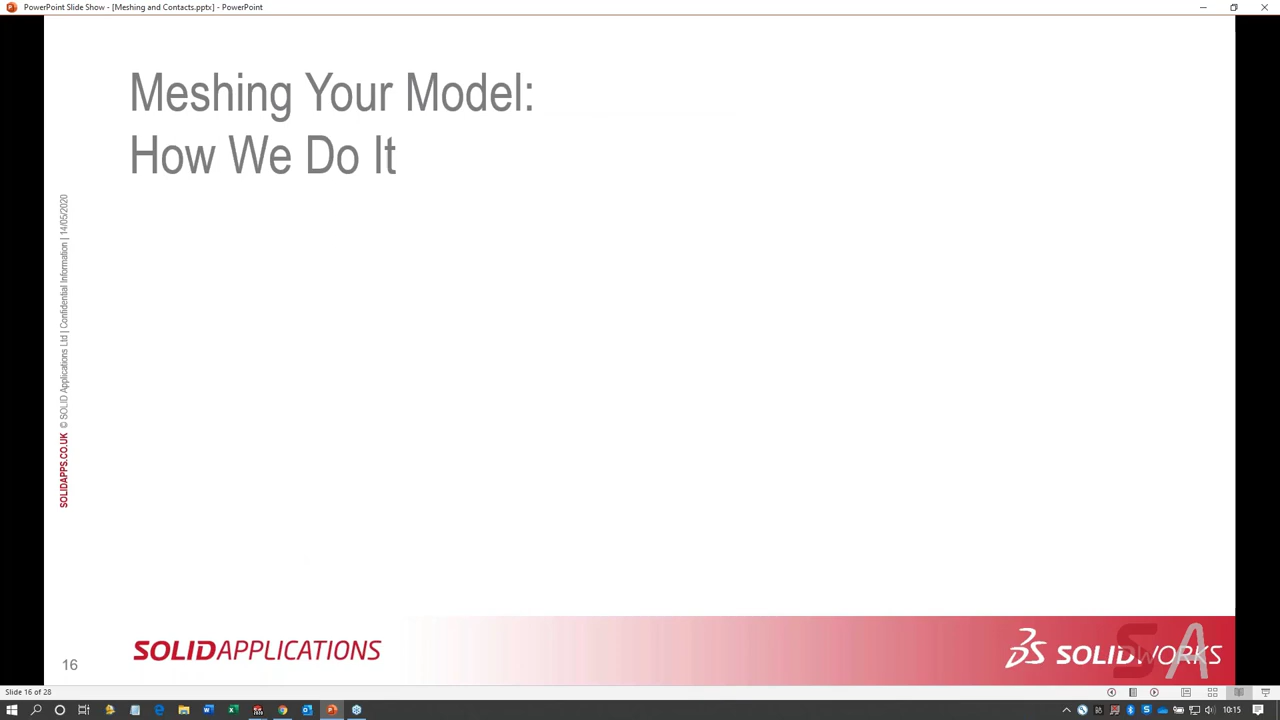 PowerPoint Slide Show - [Meshing and Contacts.pptx] - PowerPoint
Meshing Your Model:
How We Do It
SOLIDAPPS.CO.UK © SOLID Applications Ltd | Confidential Information | 14/05/2020
16
SOLIDAPPLICATIONS
SOLIDWORKS
SA
Slide 16 of 28
10:15